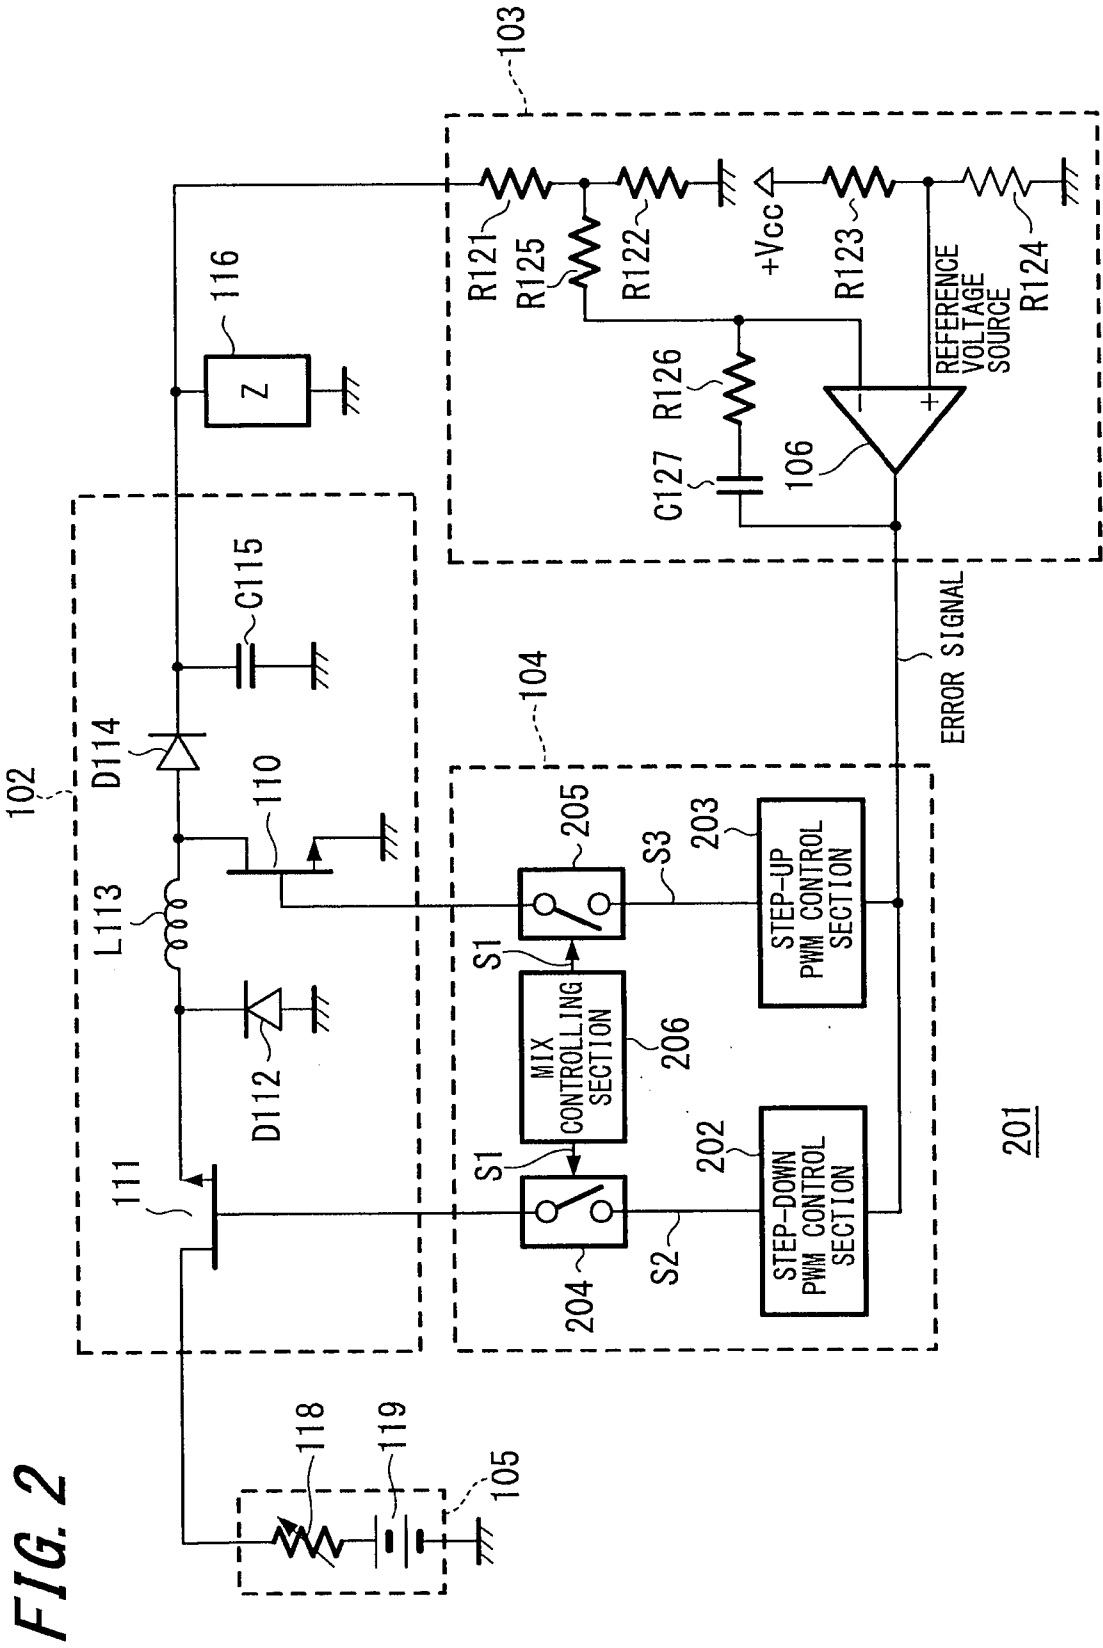 FIG. 2
102
103
116
L113
D114
C115
111
110
D112
Z
118
119
105
104
205
S1
S1
MIX
CONTROLLING
SECTION
206
204
S3
203
STEP-UP
PWM CONTROL
SECTION
S2
202
STEP-DOWN
PWM CONTROL
SECTION
ERROR SIGNAL
R121
R125
R122
+Vcc
R123
R124
R126
C127
106
−
+
REFERENCE
VOLTAGE
SOURCE
201